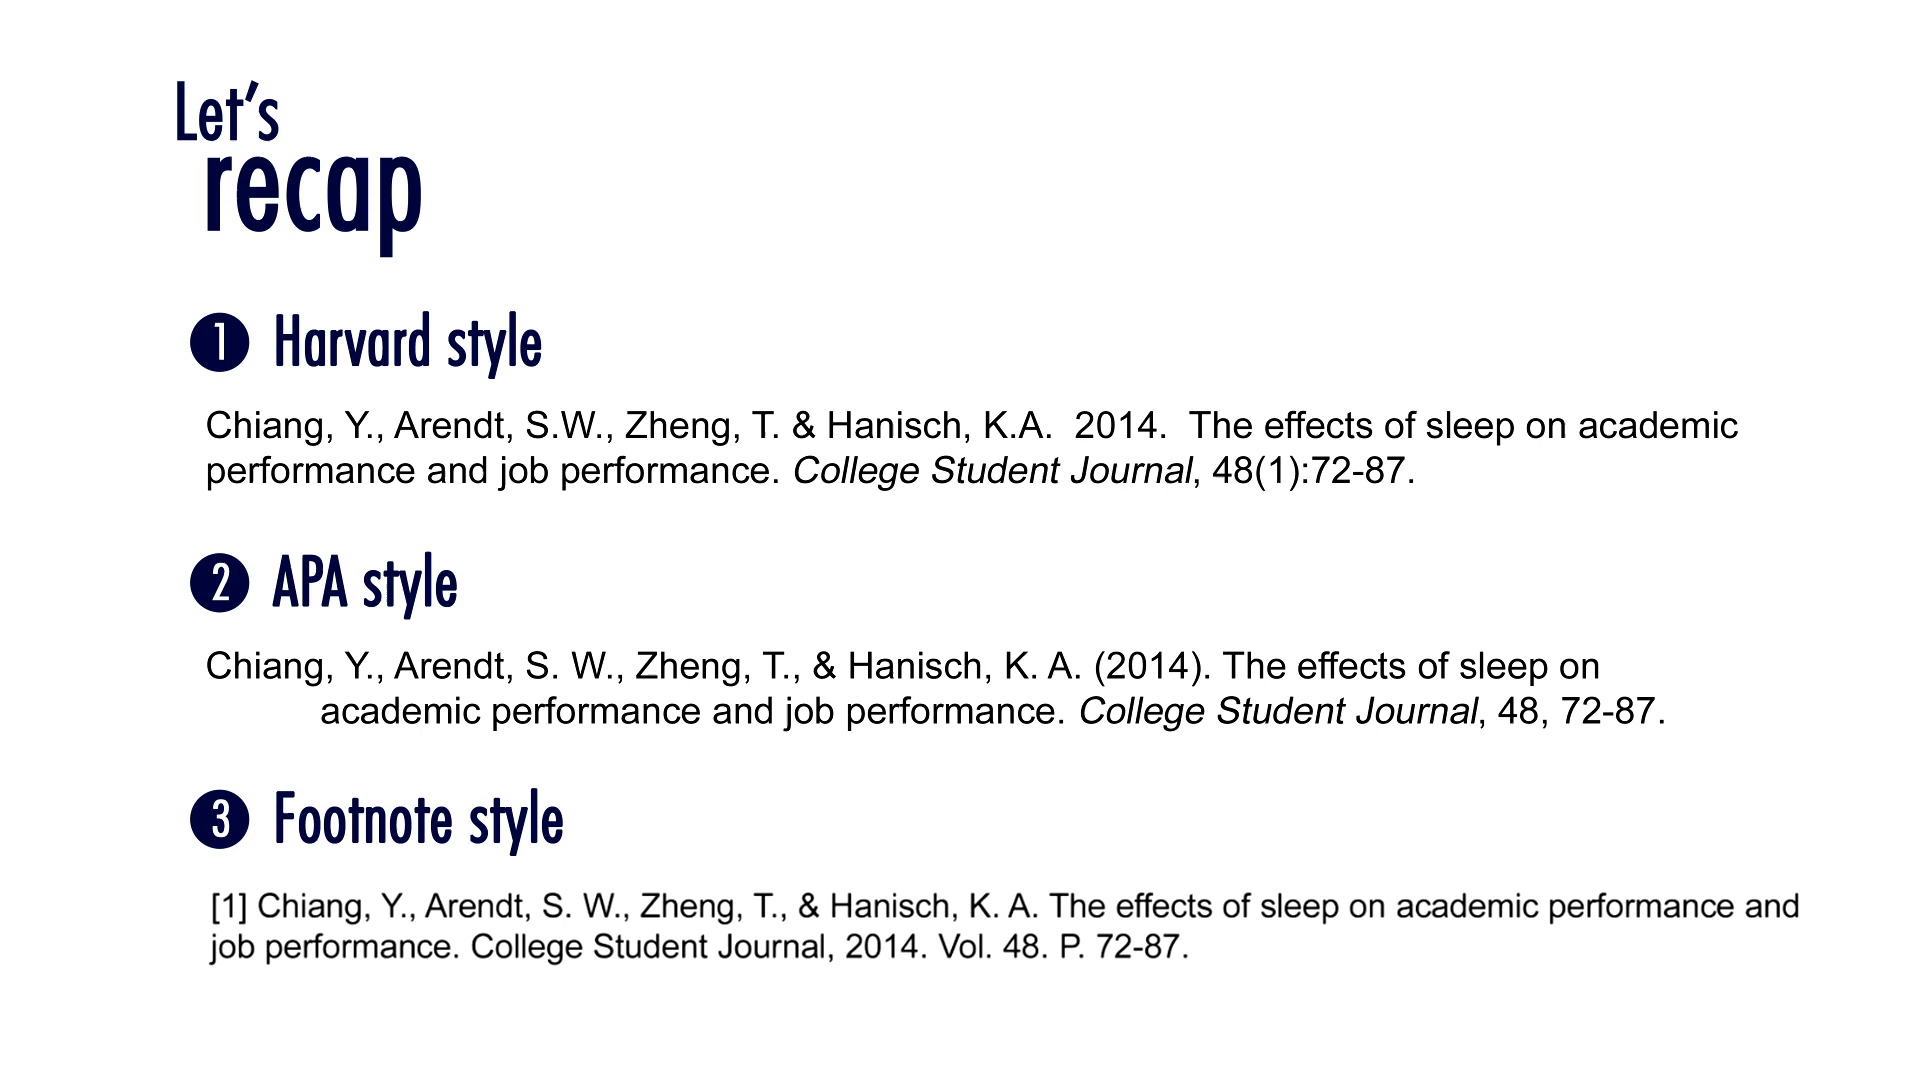 Let's
recap
1 Harvard style
Chiang, Y., Arendt, S.W., Zheng, T. & Hanisch, K.A.  2014.  The effects of sleep on academic
performance and job performance. College Student Journal, 48(1):72-87.
2 APA style
Chiang, Y., Arendt, S. W., Zheng, T., & Hanisch, K. A. (2014). The effects of sleep on
academic performance and job performance. College Student Journal, 48, 72-87.
3 Footnote style
[1] Chiang, Y., Arendt, S. W., Zheng, T., & Hanisch, K. A. The effects of sleep on academic performance and
job performance. College Student Journal, 2014. Vol. 48. P. 72-87.